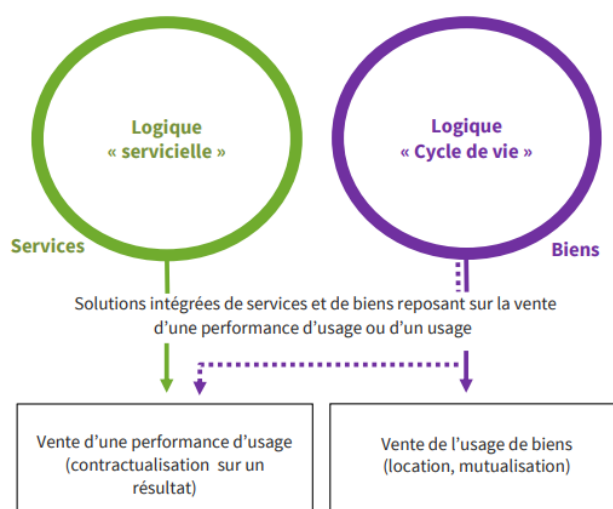 Logique
« servicielle »
Logique
« Cycle de vie »
Services
Biens
Solutions intégrées de services et de biens reposant sur la vente
d’une performance d’usage ou d’un usage
Vente d’une performance d’usage
(contractualisation sur un
résultat)
Vente de l’usage de biens
(location, mutualisation)